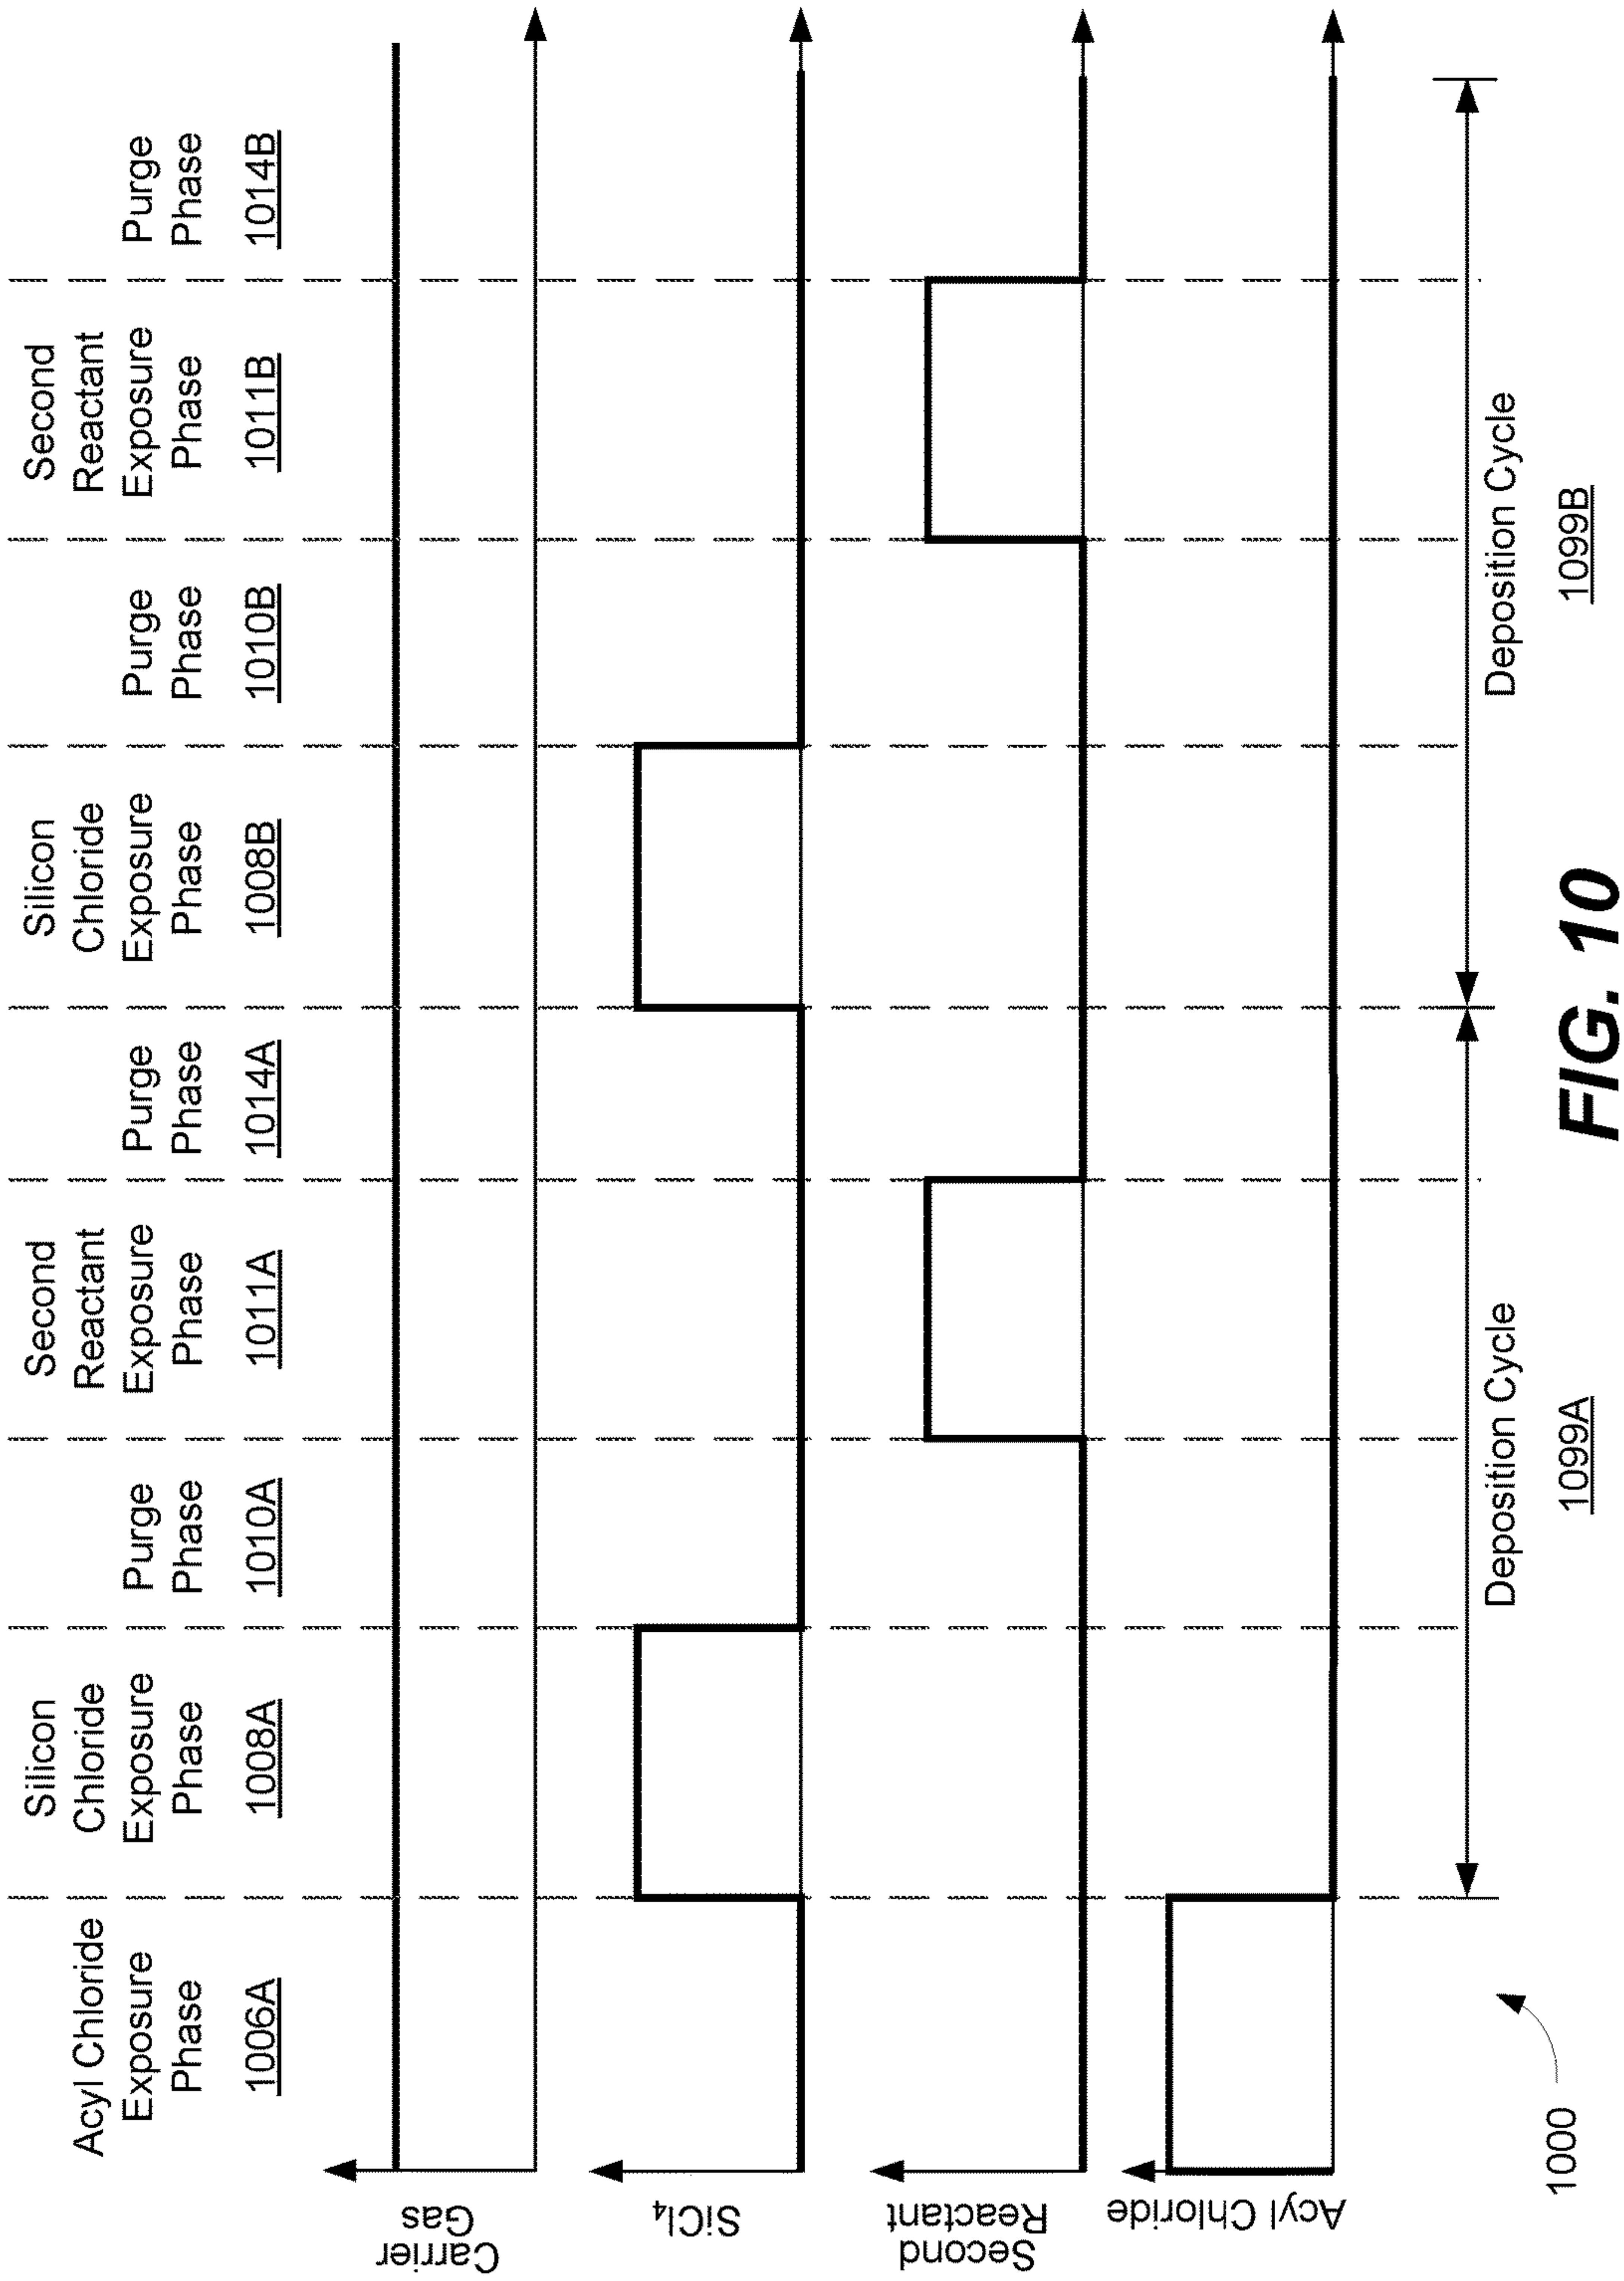 Acyl Chloride
Exposure
Phase
1006A
Silicon
Chloride
Exposure
Phase
1008A
Purge
Phase
1010A
Second
Reactant
Exposure
Phase
1011A
Purge
Phase
1014A
Silicon
Chloride
Exposure
Phase
1008B
Purge
Phase
1010B
Second
Reactant
Exposure
Phase
1011B
Purge
Phase
1014B
Carrier
Gas
SiCl₄
Second
Reactant
Acyl Chloride
Deposition Cycle
1099A
Deposition Cycle
1099B
1000
FIG. 10